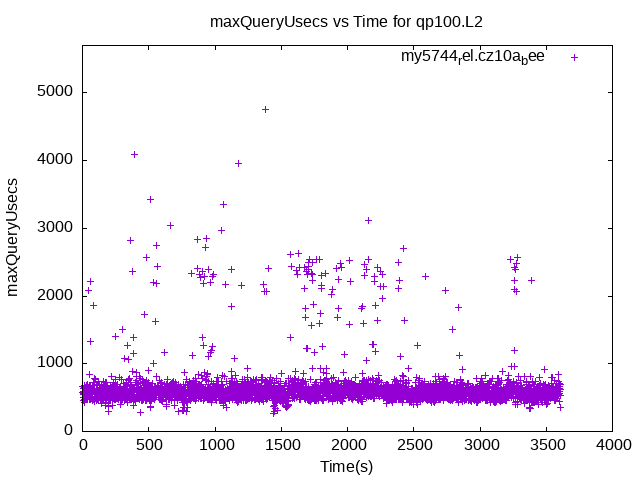 maxQueryUsecs vs Time for qp100.L2
my5744rel.cz10abee
5000
4000
3000
2000
1000
0
maxQueryUsecs
0 500 1000 1500 2000 2500 3000 3500 4000
Time(s)